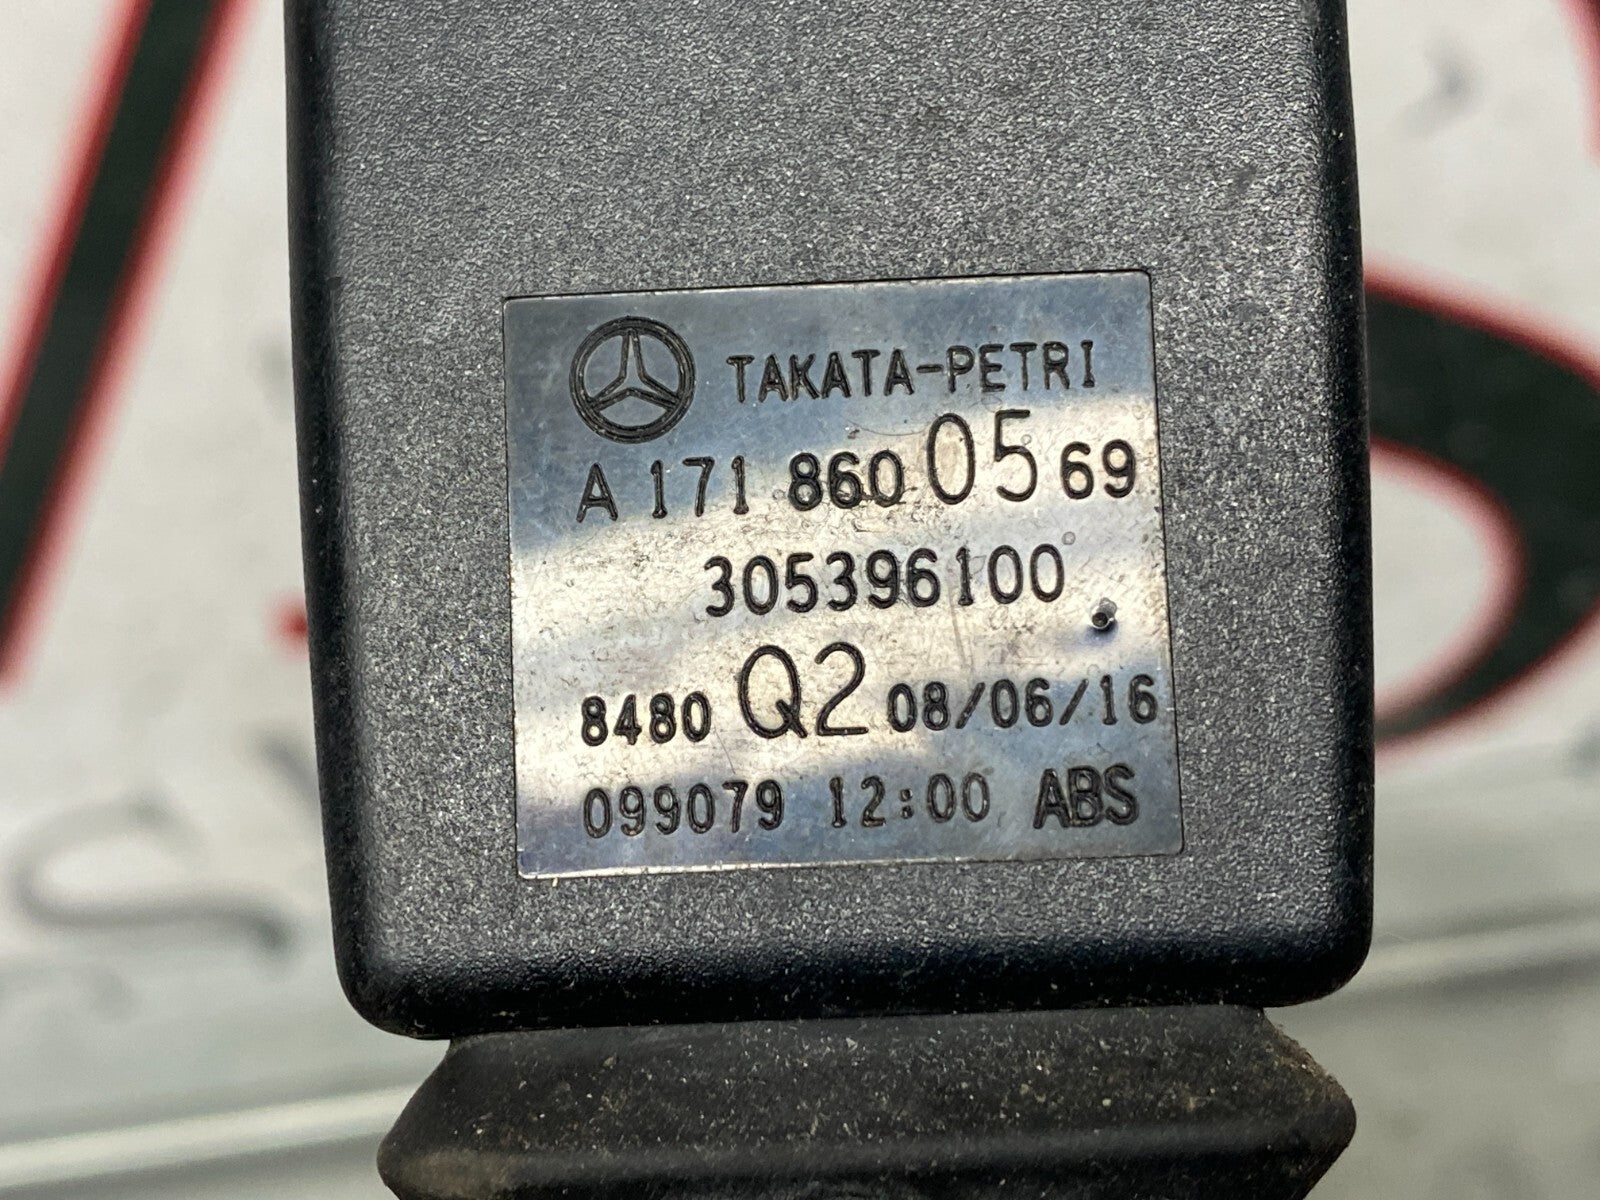 TAKATA-PETRI
A 171 860 05 69
305396100
8480 Q2 08/06/16
099079 12:00 ABS